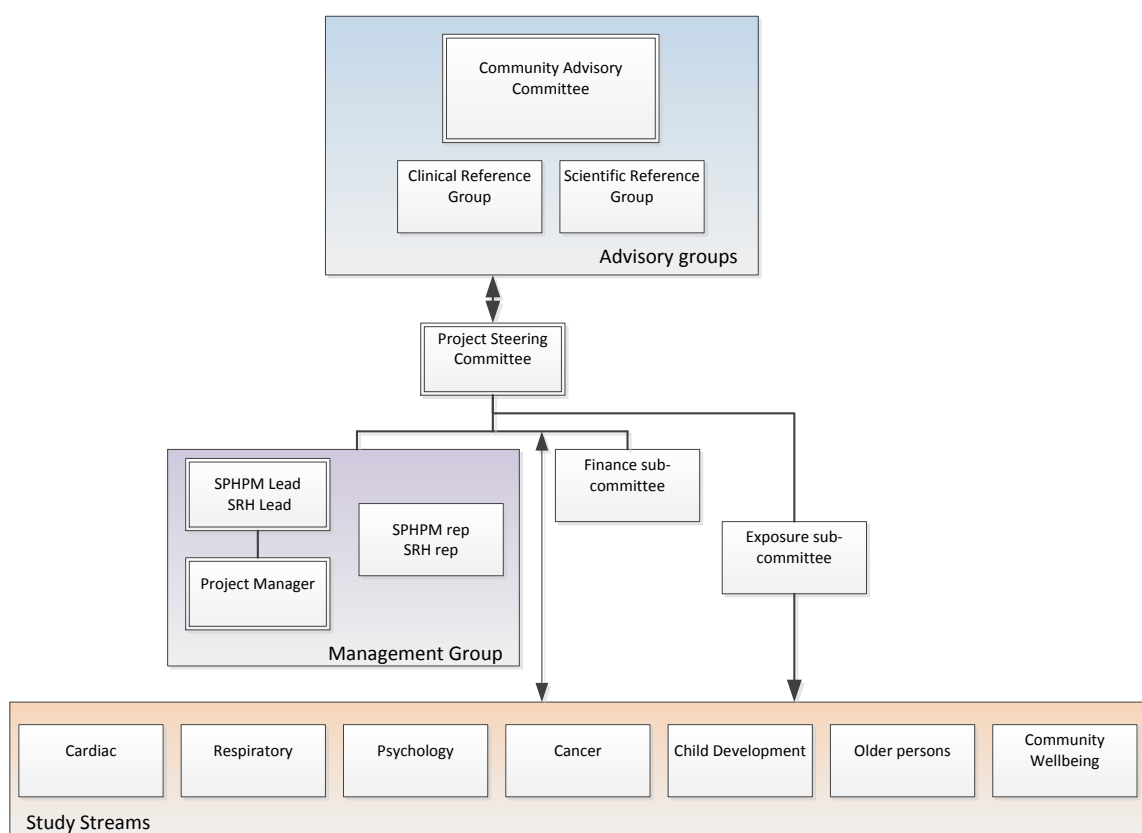 Community Advisory
Committee
Clinical Reference
Group
Scientific Reference
Group
Advisory groups
Project Steering
Committee
SPHPM Lead
SRH Lead
SPHPM rep
SRH rep
Project Manager
Management Group
Finance sub-
committee
Exposure sub-
committee
Cardiac
Respiratory
Psychology
Cancer
Child Development
Older persons
Community
Wellbeing
Study Streams